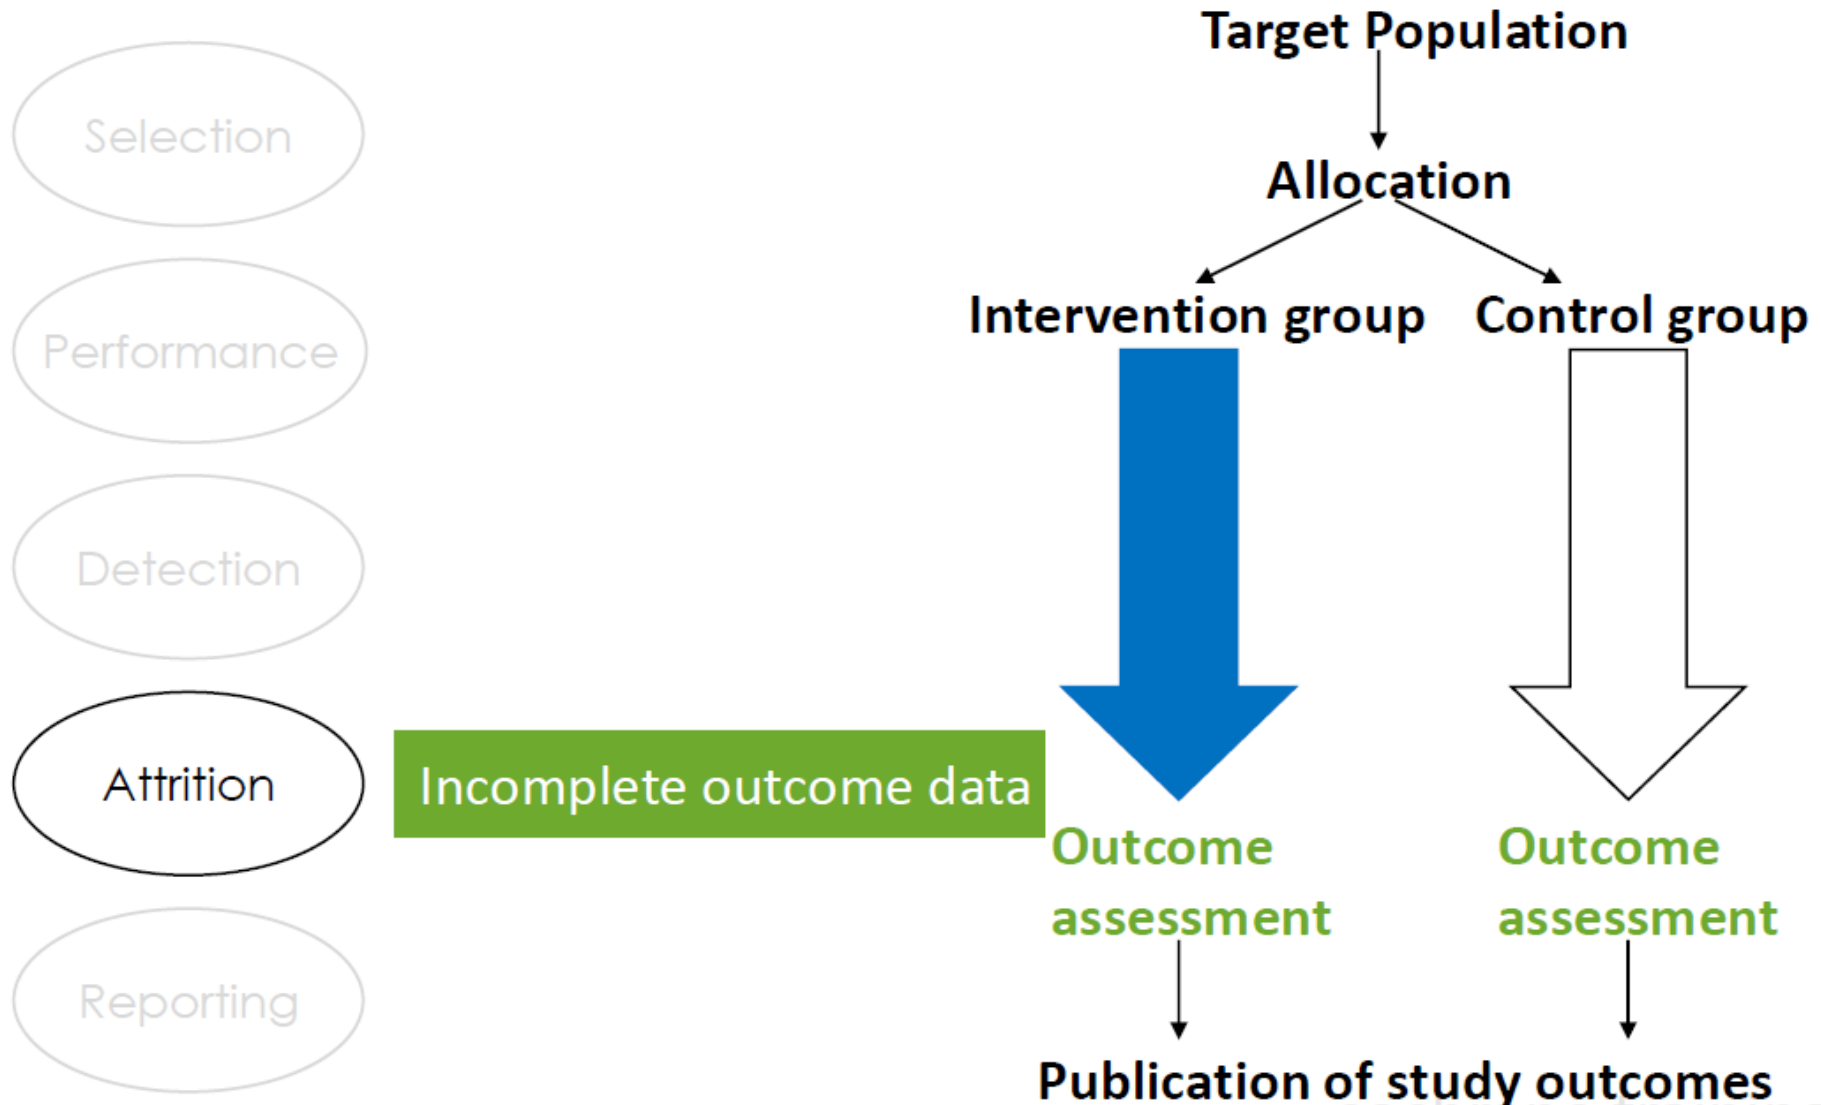 Target Population
Selection
Allocation
Intervention group
Control group
Performance
Detection
Attrition
Incomplete outcome data
Outcome
assessment
Outcome
assessment
Reporting
Publication of study outcomes